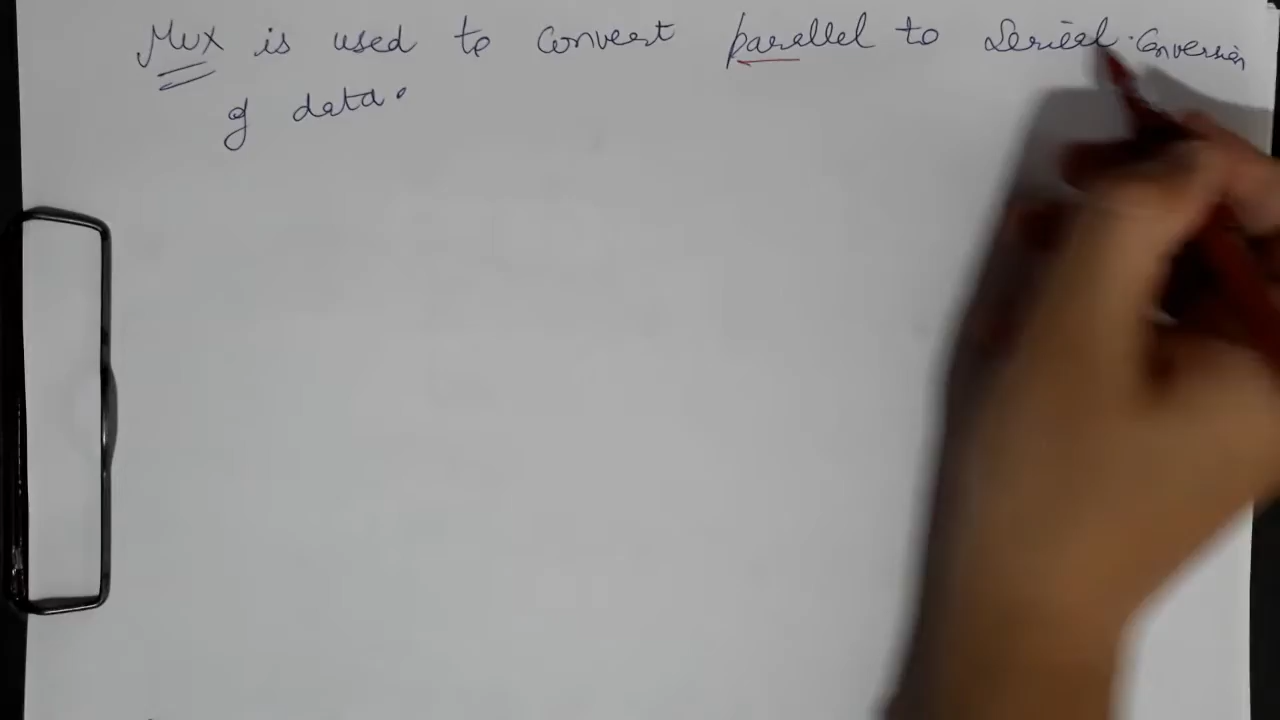 Mux is used to convert parallel to Serial Conversion
of data.